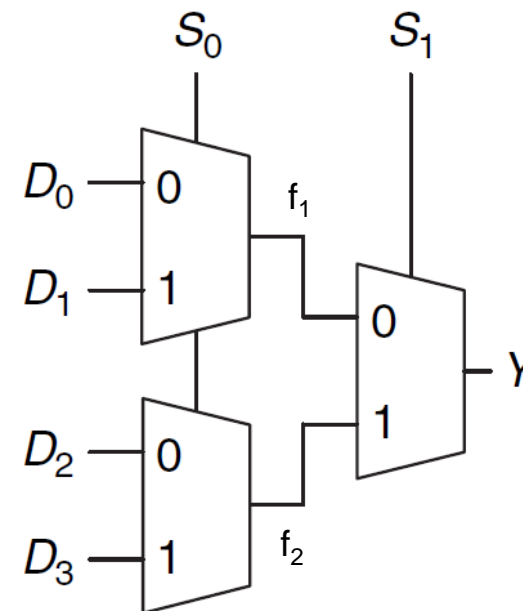 S₀ S₁
D₀ 0 f₁
D₁ 1 0
Y
D₂ 0 1
D₃ 1 f₂